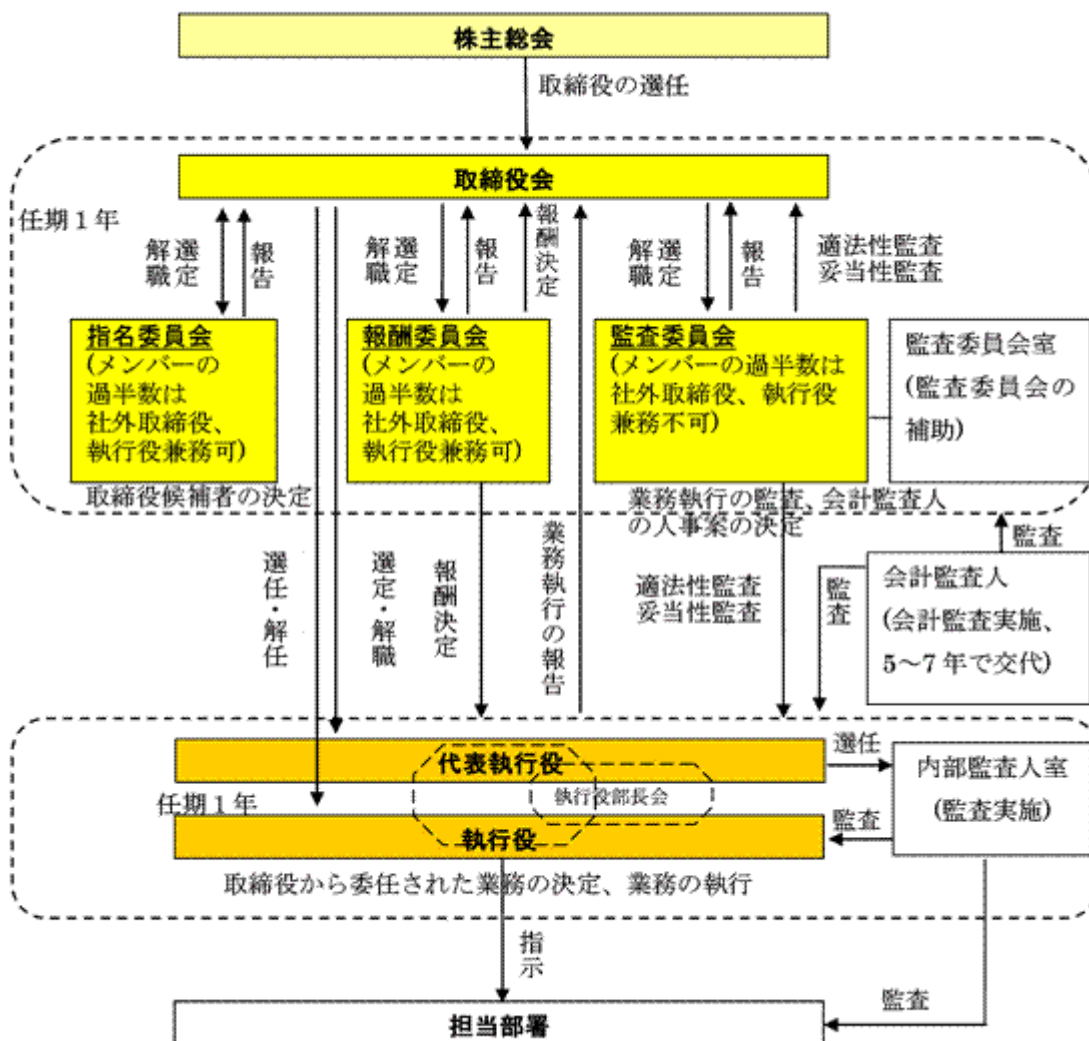 株主総会
取締役の選任
取締役会
任期1年
選定
解職
報告
選定
解職
報告
報酬決定
選定
解職
報告
適法性監査
妥当性監査
指名委員会
(メンバーの
過半数は
社外取締役、
執行役兼務可)
報酬委員会
(メンバーの
過半数は
社外取締役、
執行役兼務可)
監査委員会
(メンバーの過半数は
社外取締役、執行役
兼務不可)
監査委員会室
(監査委員会の
補助)
取締役候補者の決定
業務執行の監査、会計監査人
の人事案の決定
選任・解任
選定・解職
報酬決定
業務執行の報告
適法性監査
妥当性監査
監査
監査
会計監査人
(会計監査実施、
5～7年で交代)
代表執行役
選任
内部監査人室
(監査実施)
執行役部長会
任期1年
執行役
監査
取締役から委任された業務の決定、業務の執行
指示
監査
担当部署